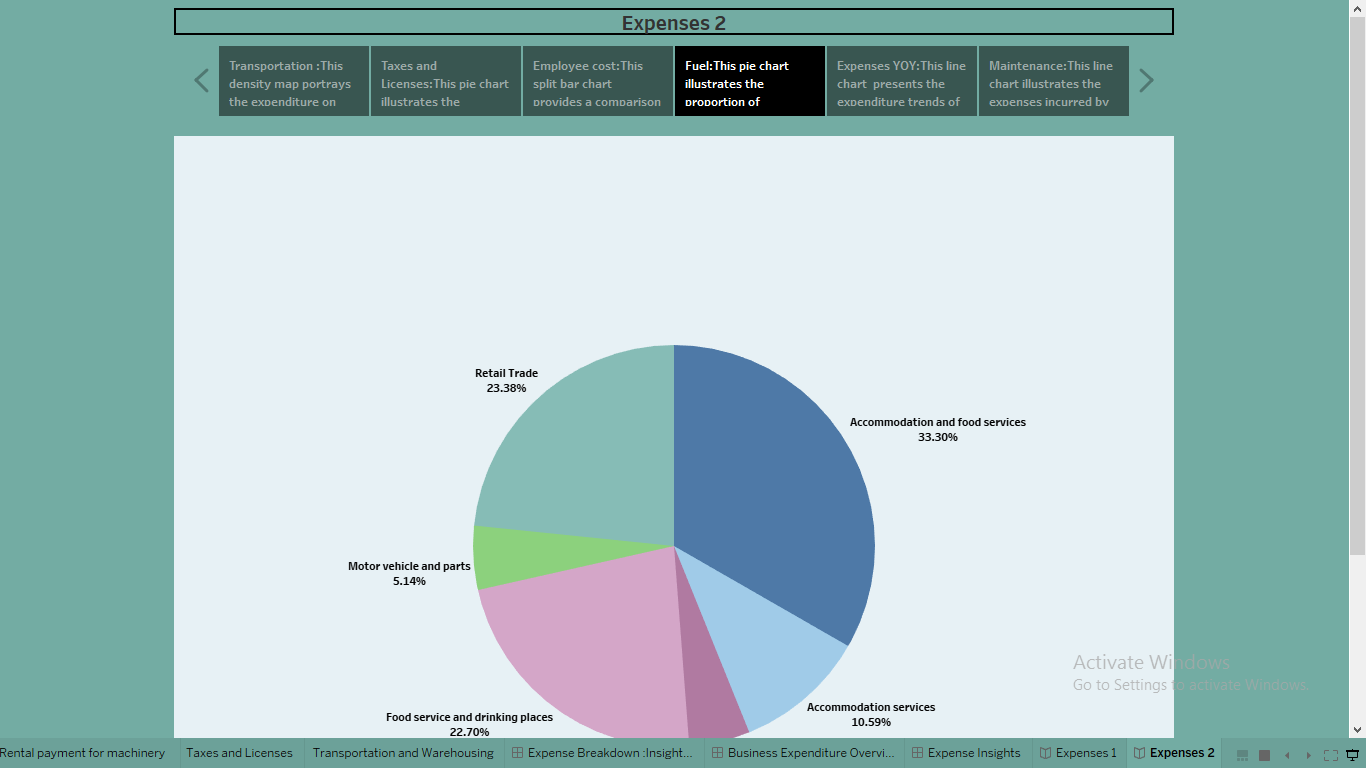 Expenses 2
Transportation :This
density map portrays
the expenditure on
Taxes and
Licenses:This pie chart
illustrates the
Employee cost:This
split bar chart
provides a comparison
Fuel:This pie chart
illustrates the
proportion of
Expenses YOY:This line
chart  presents the
expenditure trends of
Maintenance:This line
chart illustrates the
expenses incurred by
Retail Trade
23.38%
Accommodation and food services
33.30%
Motor vehicle and parts
5.14%
Food service and drinking places
22.70%
Accommodation services
10.59%
Activate Windows
Go to Settings to activate Windows.
Rental payment for machinery
Taxes and Licenses
Transportation and Warehousing
Expense Breakdown :Insight...
Business Expenditure Overvi...
Expense Insights
Expenses 1
Expenses 2